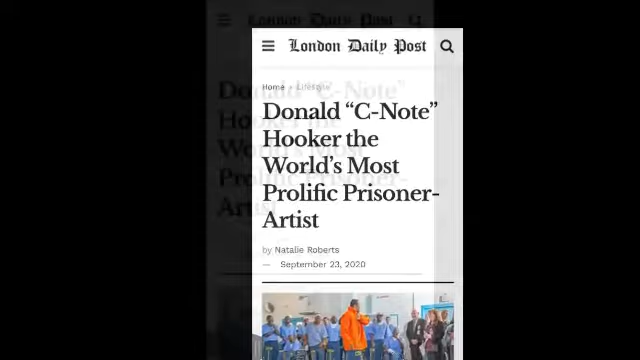 London Daily Post
Home - Lifestyle
Donald “C-Note”
Hooker the
World’s Most
Prolific Prisoner-
Artist
by Natalie Roberts
— September 23, 2020